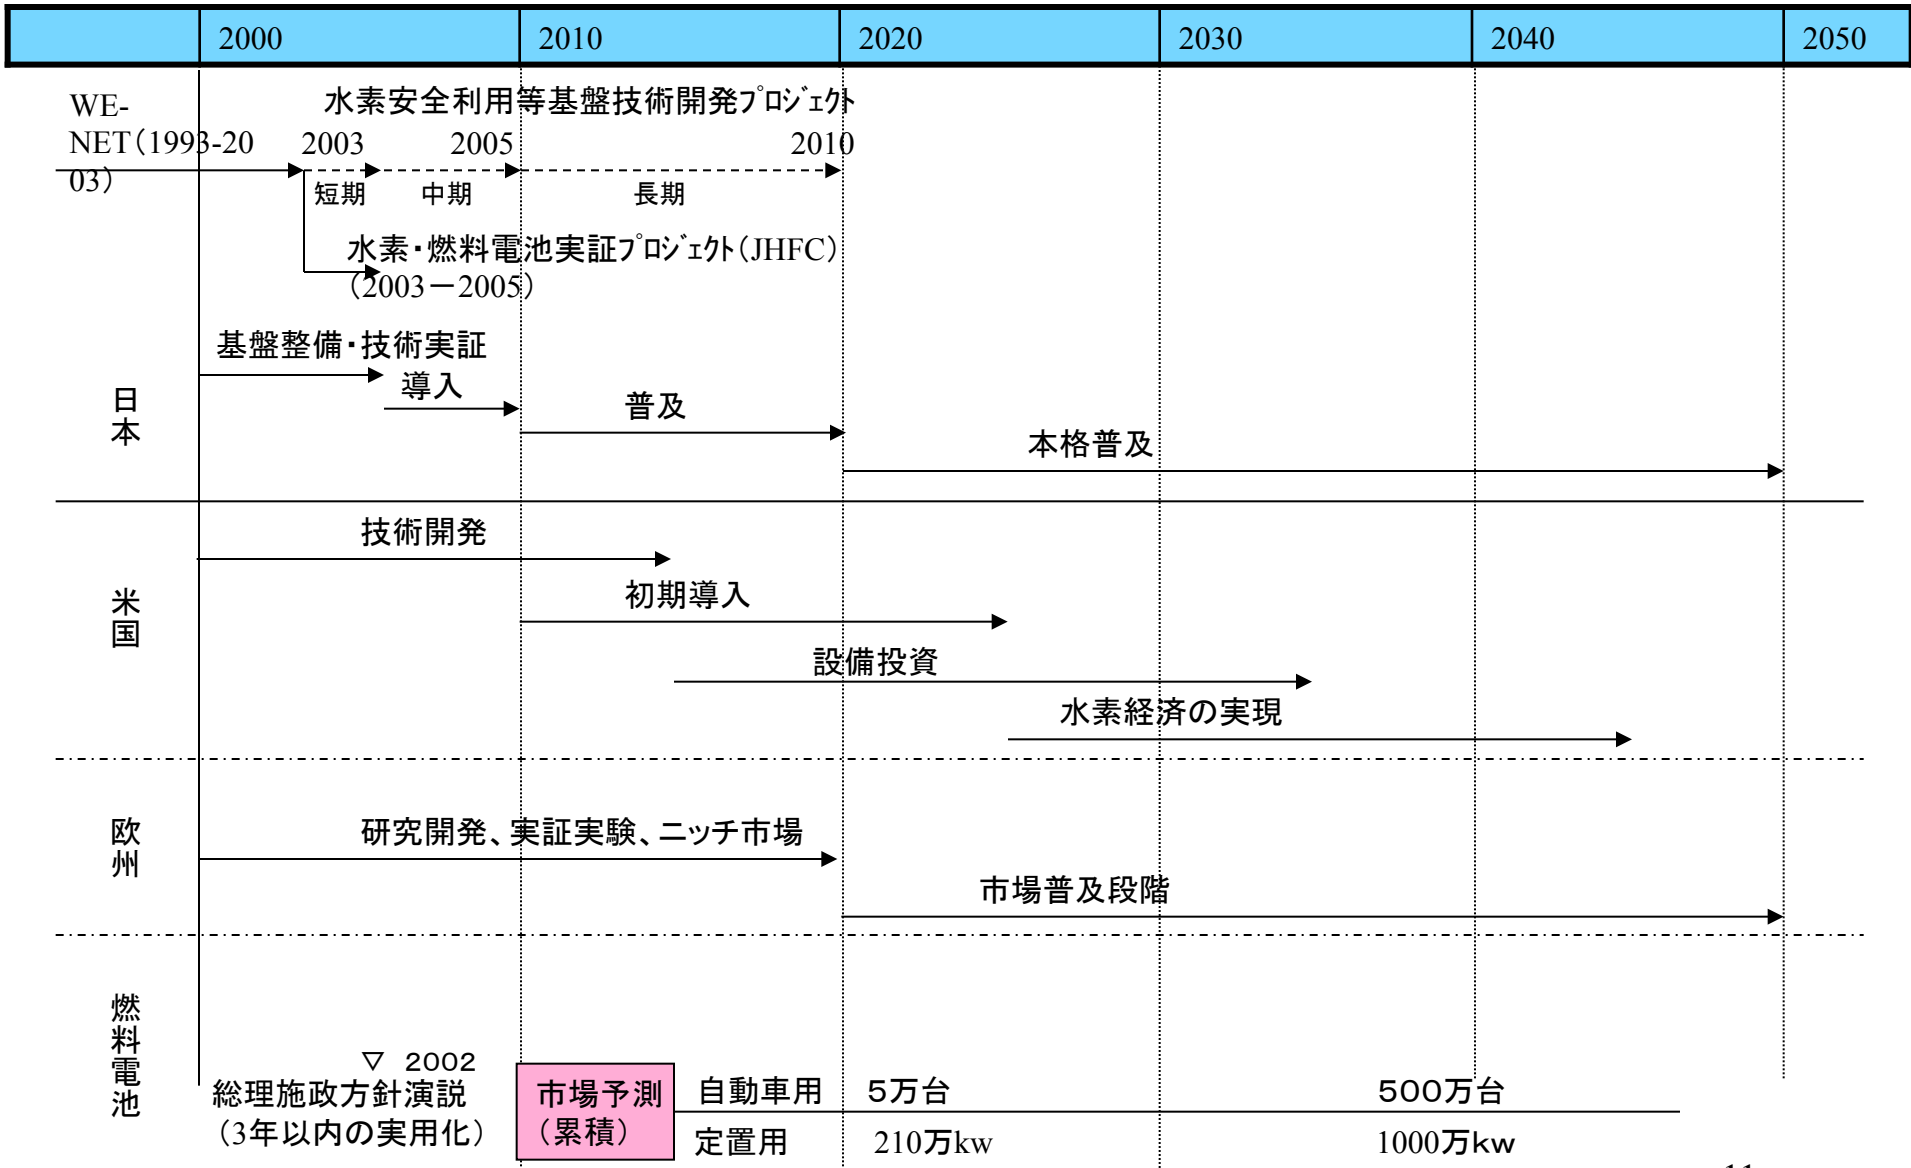 2000 2010 2020 2030 2040 2050
WE-
NET(1993-20
03)
水素安全利用等基盤技術開発プロジェクト
2003 2005 2010
短期 中期 長期
水素・燃料電池実証プロジェクト(JHFC)
(2003－2005)
日本
基盤整備・技術実証
導入
普及
本格普及
米国
技術開発
初期導入
設備投資
水素経済の実現
欧州
研究開発、実証実験、ニッチ市場
市場普及段階
燃料電池
▽ 2002
総理施政方針演説
(3年以内の実用化)
市場予測
(累積)
自動車用 5万台 500万台
定置用 210万kw 1000万kw